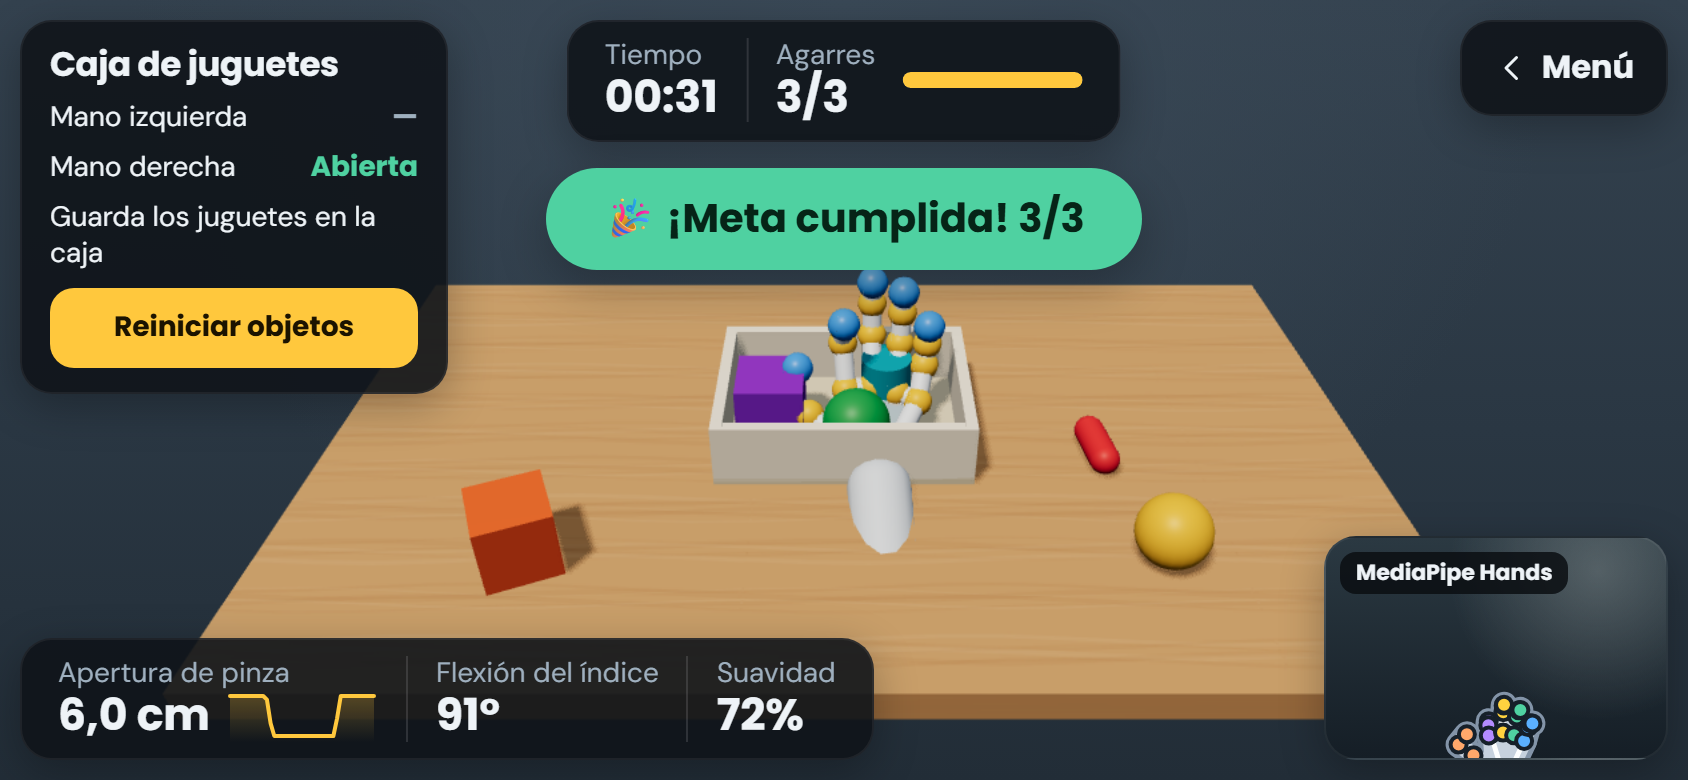 Caja de juguetes
Mano izquierda –
Mano derecha Abierta
Guarda los juguetes en la
caja
Reiniciar objetos
Tiempo
00:31
Agarres
3/3
Menú
🎉 ¡Meta cumplida! 3/3
Apertura de pinza
6,0 cm
Flexión del índice
91°
Suavidad
72%
MediaPipe Hands